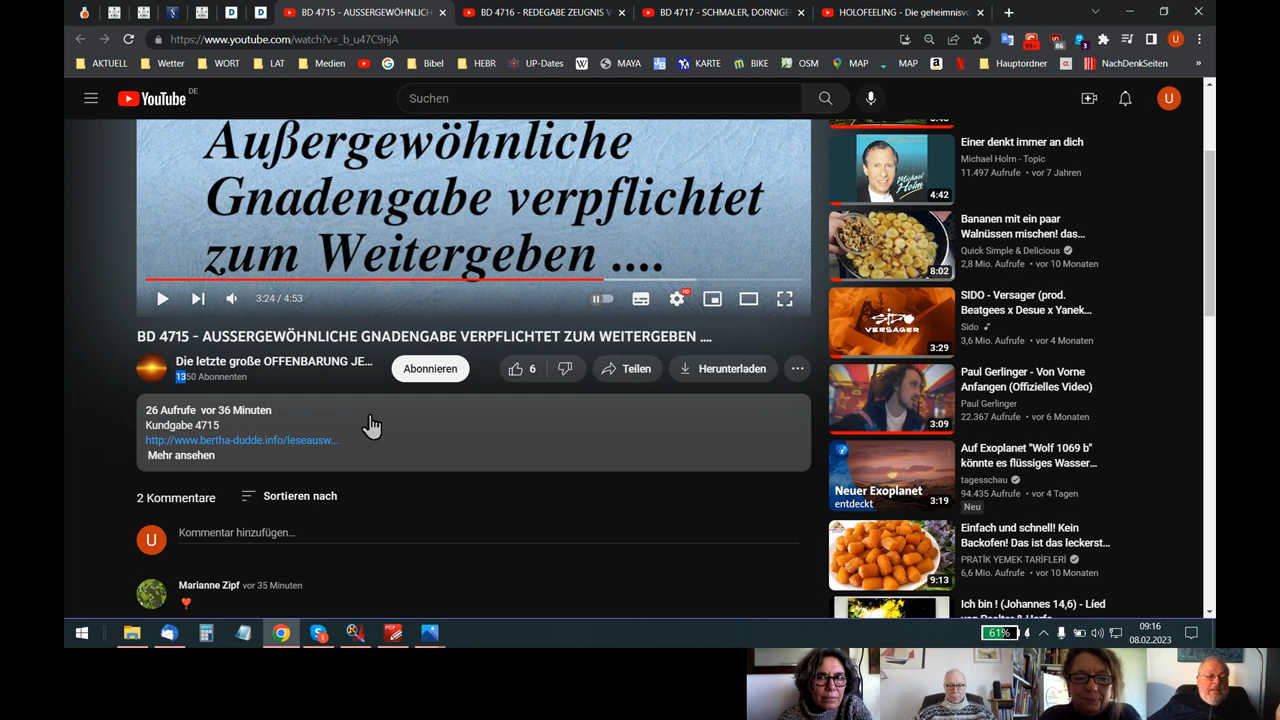 BD 4715 - AUSSERGEWÖHNLICH
BD 4716 - REDEGABE ZEUGNIS V
BD 4717 - SCHMALER, DORNIGE
HOLOFEELING - Die geheimnisvo
https://www.youtube.com/watch?v=_b_u47C9njA
AKTUELL Wetter WORT LAT Medien Bibel HEBR UP-Dates MAYA KARTE BIKE OSM MAP MAP Hauptordner NachDenkSeiten »
YouTube DE
Suchen
U
Außergewöhnliche
Gnadengabe verpflichtet
zum Weitergeben ....
3:24 / 4:53
HD
BD 4715 - AUSSERGEWÖHNLICHE GNADENGABE VERPFLICHTET ZUM WEITERGEBEN ....
Die letzte große OFFENBARUNG JE...
1350 Abonnenten
Abonnieren
6
Teilen
Herunterladen
26 Aufrufe vor 36 Minuten
Kundgabe 4715
http://www.bertha-dudde.info/leseausw...
Mehr ansehen
2 Kommentare
Sortieren nach
U
Kommentar hinzufügen...
Marianne Zipf vor 35 Minuten
Einer denkt immer an dich
Michael Holm - Topic
11.497 Aufrufe • vor 7 Jahren
Michael Holm
4:42
Bananen mit ein paar
Walnüssen mischen! das...
Quick Simple & Delicious
2,8 Mio. Aufrufe • vor 10 Monaten
8:02
SIDO - Versager (prod.
Beatgees x Desue x Yanek...
Sido
3,6 Mio. Aufrufe • vor 4 Monaten
SIDO
VERSAGER
3:29
Paul Gerlinger - Von Vorne
Anfangen (Offizielles Video)
Paul Gerlinger
22.367 Aufrufe • vor 6 Monaten
3:09
Auf Exoplanet "Wolf 1069 b"
könnte es flüssiges Wasser...
tagesschau
94.435 Aufrufe • vor 4 Tagen
Neu
Neuer Exoplanet
entdeckt
3:19
Einfach und schnell! Kein
Backofen! Das ist das leckerst...
PRATİK YEMEK TARİFLERİ
6,6 Mio. Aufrufe • vor 10 Monaten
9:13
Ich bin ! (Johannes 14,6) - Líed
61%
09:16
08.02.2023